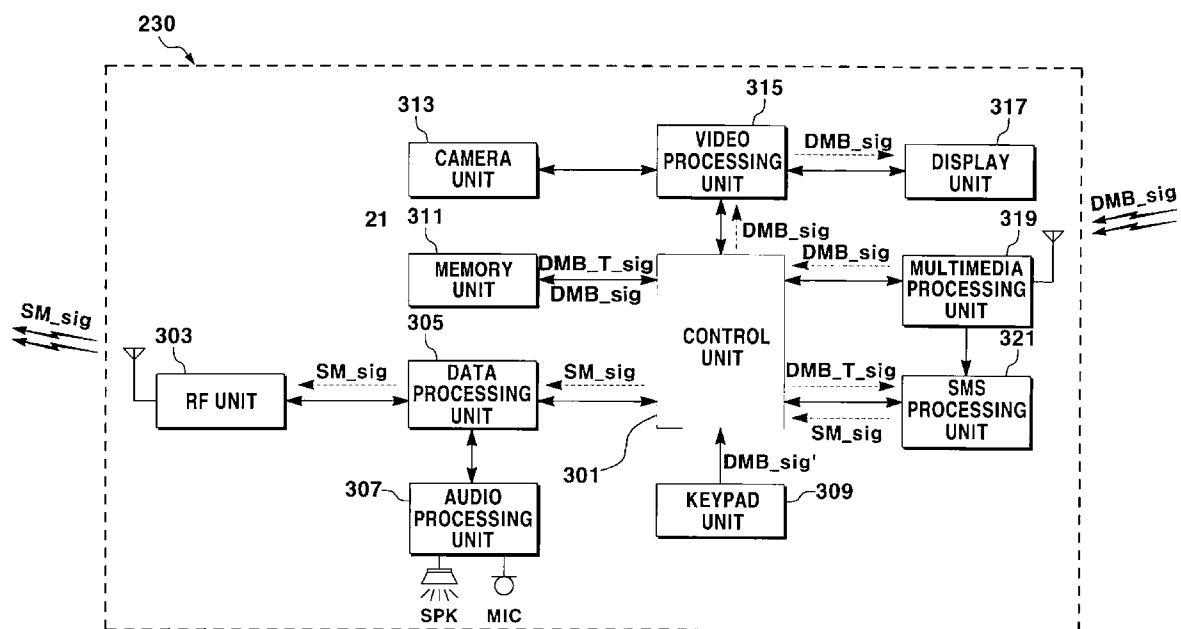 230
313
CAMERA
UNIT
315
VIDEO
PROCESSING
UNIT
DMB_sig
317
DISPLAY
UNIT
DMB_sig
21
311
MEMORY
UNIT
DMB_T_sig
DMB_sig
DMB_sig
DMB_sig
319
MULTIMEDIA
PROCESSING
UNIT
CONTROL
UNIT
SM_sig
303
RF UNIT
SM_sig
305
DATA
PROCESSING
UNIT
SM_sig
301
DMB_T_sig
SM_sig
321
SMS
PROCESSING
UNIT
307
AUDIO
PROCESSING
UNIT
SPK
MIC
DMB_sig'
KEYPAD
UNIT
309